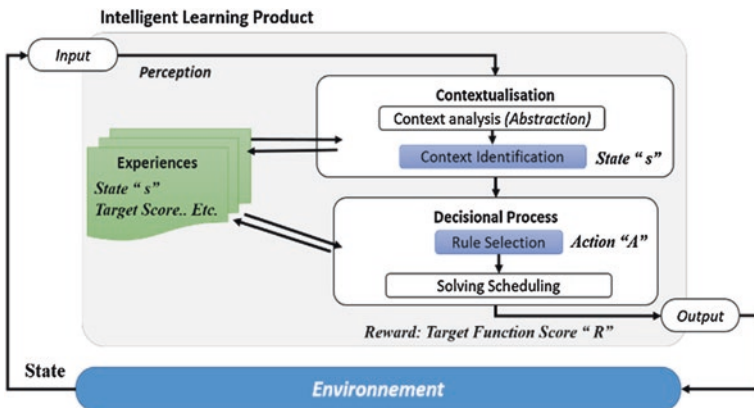 Intelligent Learning Product
Input
Perception
Contextualisation
Context analysis (Abstraction)
Context Identification
State “ s”
Experiences
State “ s”
Target Score.. Etc.
Decisional Process
Rule Selection
Action “A”
Solving Scheduling
Reward: Target Function Score “ R”
Output
State
Environnement